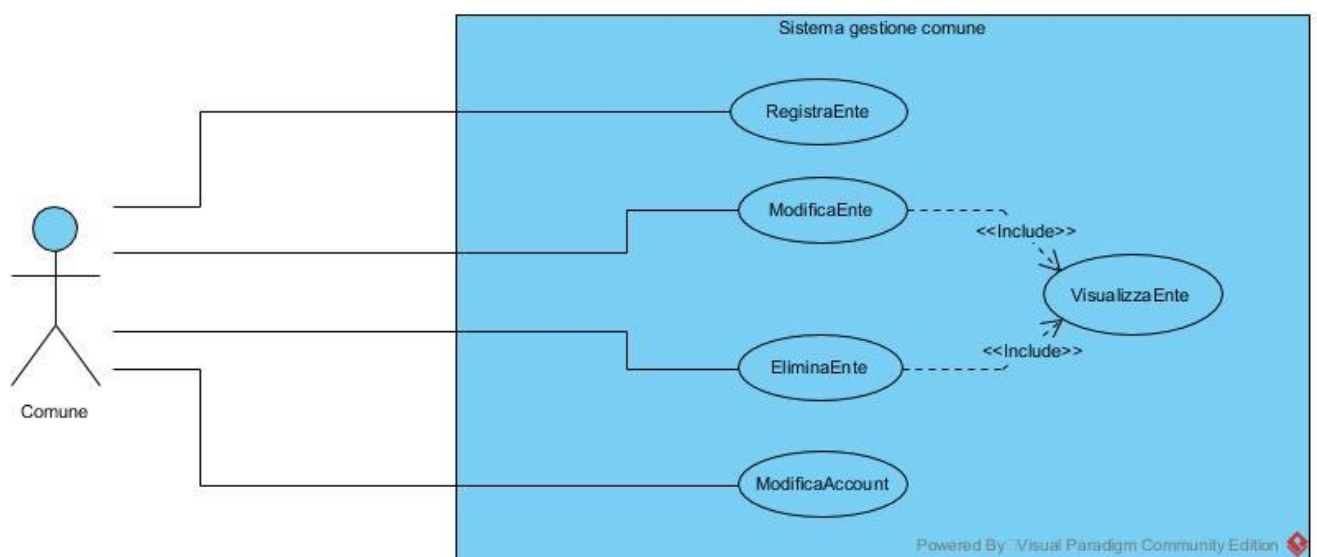 Sistema gestione comune
RegistraEnte
ModificaEnte
<<Include>>
VisualizzaEnte
<<Include>>
EliminaEnte
Comune
ModificaAccount
Powered By Visual Paradigm Community Edition